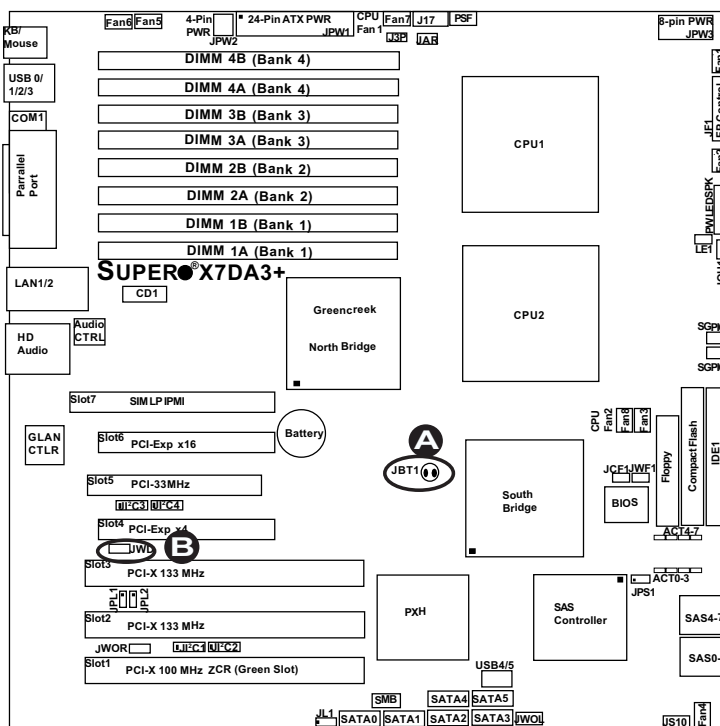 Fan6 Fan5
4-Pin PWR JPW2
24-Pin ATX PWR JPW1
CPU Fan 1
Fan7
J17
PSF
J3P
JAR
8-pin PWR JPW3
KB/ Mouse
USB 0/ 1/2/3
COM1
Parrallel Port
LAN1/2
HD Audio
Audio CTRL
DIMM 4B (Bank 4)
DIMM 4A (Bank 4)
DIMM 3B (Bank 3)
DIMM 3A (Bank 3)
DIMM 2B (Bank 2)
DIMM 2A (Bank 2)
DIMM 1B (Bank 1)
DIMM 1A (Bank 1)
SUPER®X7DA3+
CD1
CPU1
CPU2
JF1
FP Control
PWLEDSPK
LE1
Greencreek
North Bridge
Slot7 SIMLP IPMI
GLAN CTLR
Slot6 PCI-Exp x16
Battery
Slot5 PCI-33MHz
JI²C3 JI²C4
Slot4 PCI-Exp x4
JWD
B
A
JBT1
Slot3 PCI-X 133 MHz
JPL1 JPL2
Slot2 PCI-X 133 MHz
JWOR
JI²C1 JI²C2
Slot1 PCI-X 100 MHz ZCR (Green Slot)
South Bridge
CPU Fan2
Fan8
Fan3
JCF1 JWF1
BIOS
Floppy
Compact Flash
IDE1
ACT4-7
ACT0-3
JPS1
PXH
SAS Controller
SAS4-7
SAS0-
USB4/5
SMB
SATA4 SATA5
JL1 SATA0 SATA1 SATA2 SATA3 JWOL
JS10
Fan4